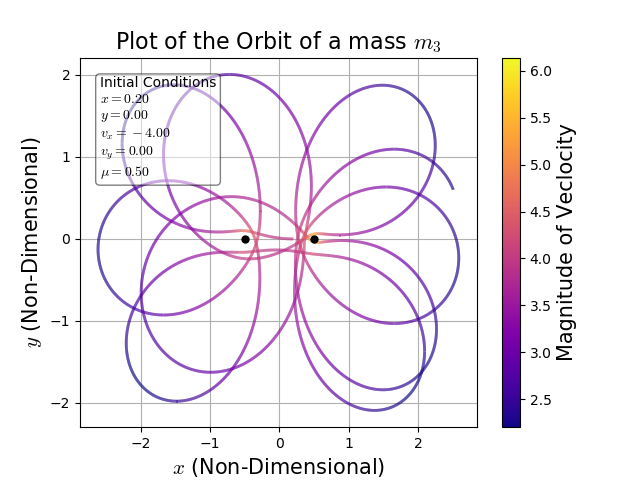 Plot of the Orbit of a mass m₃
Initial Conditions
x = 0.20
y = 0.00
vₓ = −4.00
v_y = 0.00
μ = 0.50
2
1
0
−1
−2
y (Non-Dimensional)
−2 −1 0 1 2
x (Non-Dimensional)
6.0
5.5
5.0
4.5
4.0
3.5
3.0
2.5
Magnitude of Veclocity